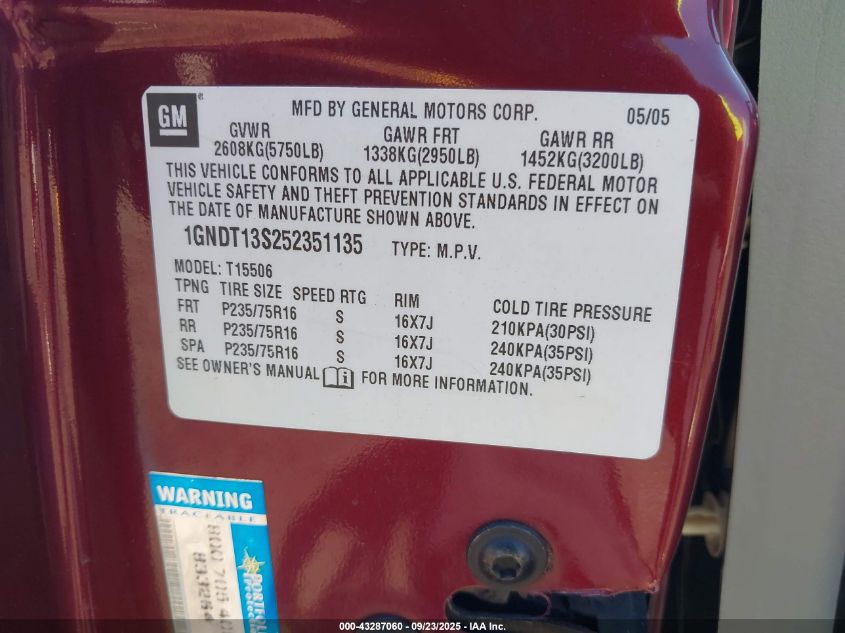 GM ®
MFD BY GENERAL MOTORS CORP. 05/05
GVWR GAWR FRT GAWR RR
2608KG(5750LB) 1338KG(2950LB) 1452KG(3200LB)
THIS VEHICLE CONFORMS TO ALL APPLICABLE U.S. FEDERAL MOTOR
VEHICLE SAFETY AND THEFT PREVENTION STANDARDS IN EFFECT ON
THE DATE OF MANUFACTURE SHOWN ABOVE.
1GNDT13S252351135 TYPE: M.P.V.
MODEL: T15506
TPNG TIRE SIZE SPEED RTG RIM COLD TIRE PRESSURE
FRT P235/75R16 S 16X7J 210KPA(30PSI)
RR P235/75R16 S 16X7J 240KPA(35PSI)
SPA P235/75R16 S 16X7J 240KPA(35PSI)
SEE OWNER'S MANUAL FOR MORE INFORMATION.
WARNING
TRACEABLE
000-43287060 - 09/23/2025 - IAA Inc.